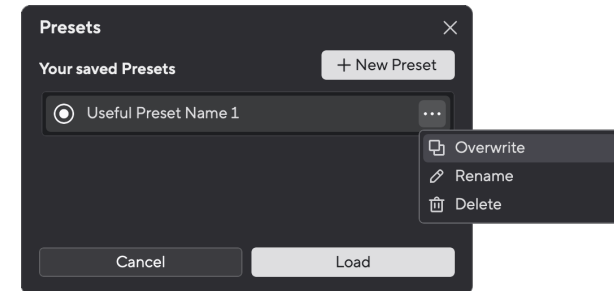 Presets
Your saved Presets
+ New Preset
Useful Preset Name 1
Overwrite
Rename
Delete
Cancel
Load